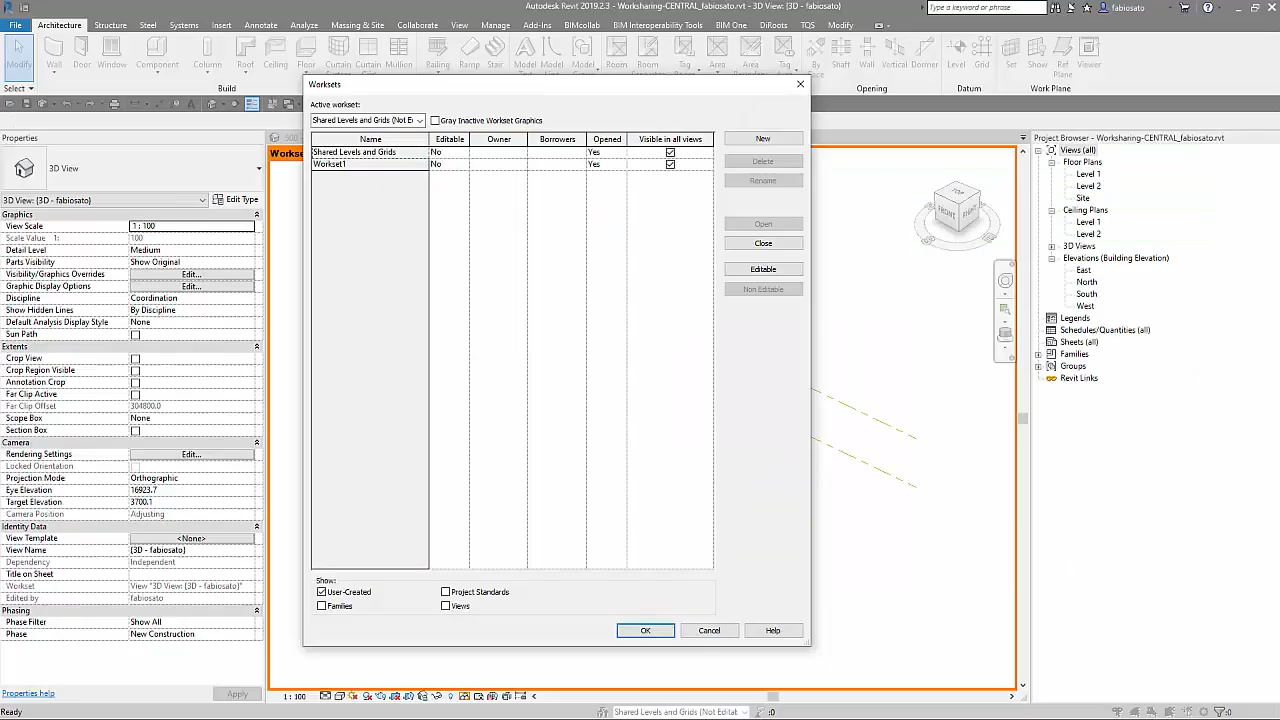 Autodesk Revit 2019.2.3 - Worksharing-CENTRAL_fabiosato.rvt - 3D View: {3D - fabiosato}
Type a keyword or phrase
fabiosato
File Architecture Structure Steel Systems Insert Annotate Analyze Massing & Site Collaborate View Manage Add-Ins BIMcollab BIM Interoperability Tools BIM One DiRoots TQS Modify
Modify Wall Door Window Component Column Roof Ceiling Floor Curtain Curtain Mullion Railing Ramp Stair Model Model Model Room Room Tag Area Area Tag By Shaft Wall Vertical Dormer Level Grid Set Show Ref Viewer
Plane
Select Build Opening Datum Work Plane
Properties
3D View
3D View: {3D - fabiosato} Edit Type
Graphics
View Scale 1 : 100
Scale Value 1: 100
Detail Level Medium
Parts Visibility Show Original
Visibility/Graphics Overrides Edit...
Graphic Display Options Edit...
Discipline Coordination
Show Hidden Lines By Discipline
Default Analysis Display Style None
Sun Path
Extents
Crop View
Crop Region Visible
Annotation Crop
Far Clip Active
Far Clip Offset 304800.0
Scope Box None
Section Box
Camera
Rendering Settings Edit...
Locked Orientation
Projection Mode Orthographic
Eye Elevation 16923.7
Target Elevation 3700.1
Camera Position Adjusting
Identity Data
View Template <None>
View Name {3D - fabiosato}
Dependency Independent
Title on Sheet
Workset View "3D View: {3D - fabiosato}"
Edited by fabiosato
Phasing
Phase Filter Show All
Phase New Construction
Properties help Apply
Ready
Workse
Worksets
Active workset:
Shared Levels and Grids (Not Ei
Gray Inactive Workset Graphics
Name Editable Owner Borrowers Opened Visible in all views
Shared Levels and Grids No Yes
Workset1 No Yes
New
Delete
Rename
Open
Close
Editable
Non Editable
Show:
User-Created Project Standards
Families Views
OK Cancel Help
TOP
FRONT RIGHT
1 : 100
Shared Levels and Grids (Not Editab
:0
:0
Project Browser - Worksharing-CENTRAL_fabiosato.rvt
Views (all)
Floor Plans
Level 1
Level 2
Site
Ceiling Plans
Level 1
Level 2
3D Views
Elevations (Building Elevation)
East
North
South
West
Legends
Schedules/Quantities (all)
Sheets (all)
Families
Groups
Revit Links